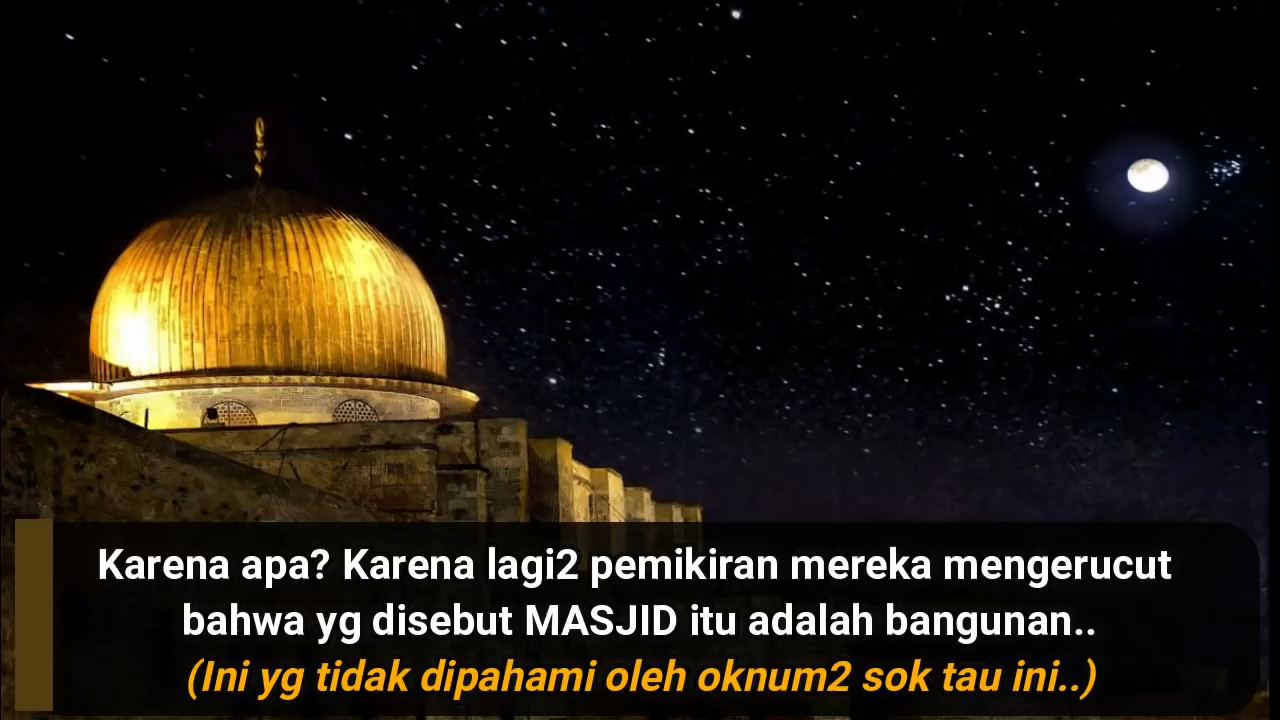 Karena apa? Karena lagi2 pemikiran mereka mengerucut
bahwa yg disebut MASJID itu adalah bangunan..
(Ini yg tidak dipahami oleh oknum2 sok tau ini..)